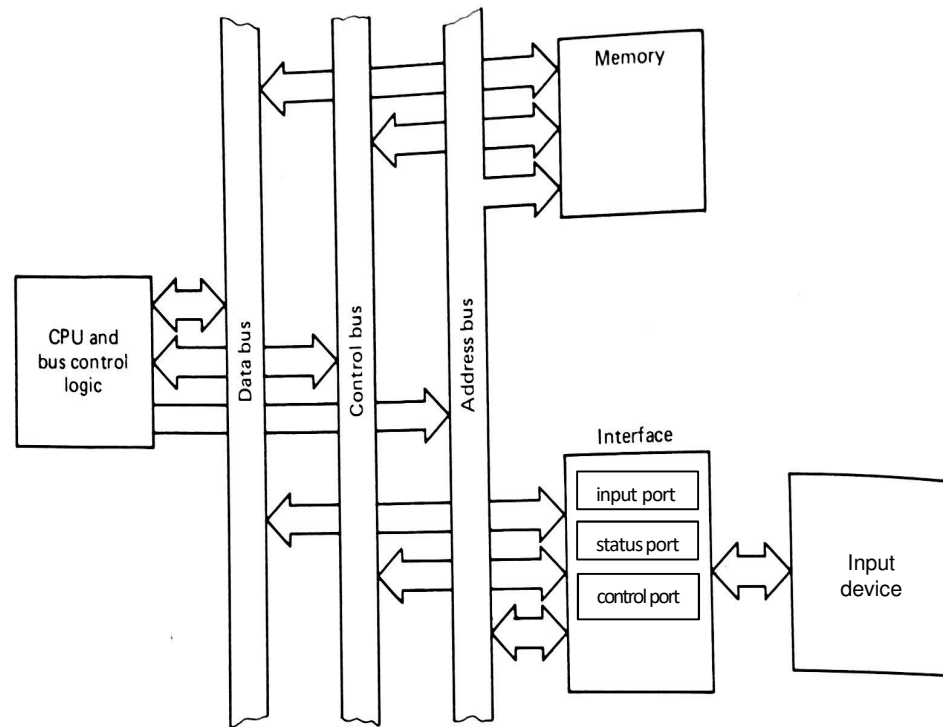 Memory
CPU and
bus control
logic
Data bus
Control bus
Address bus
Interface
input port
status port
control port
Input
device